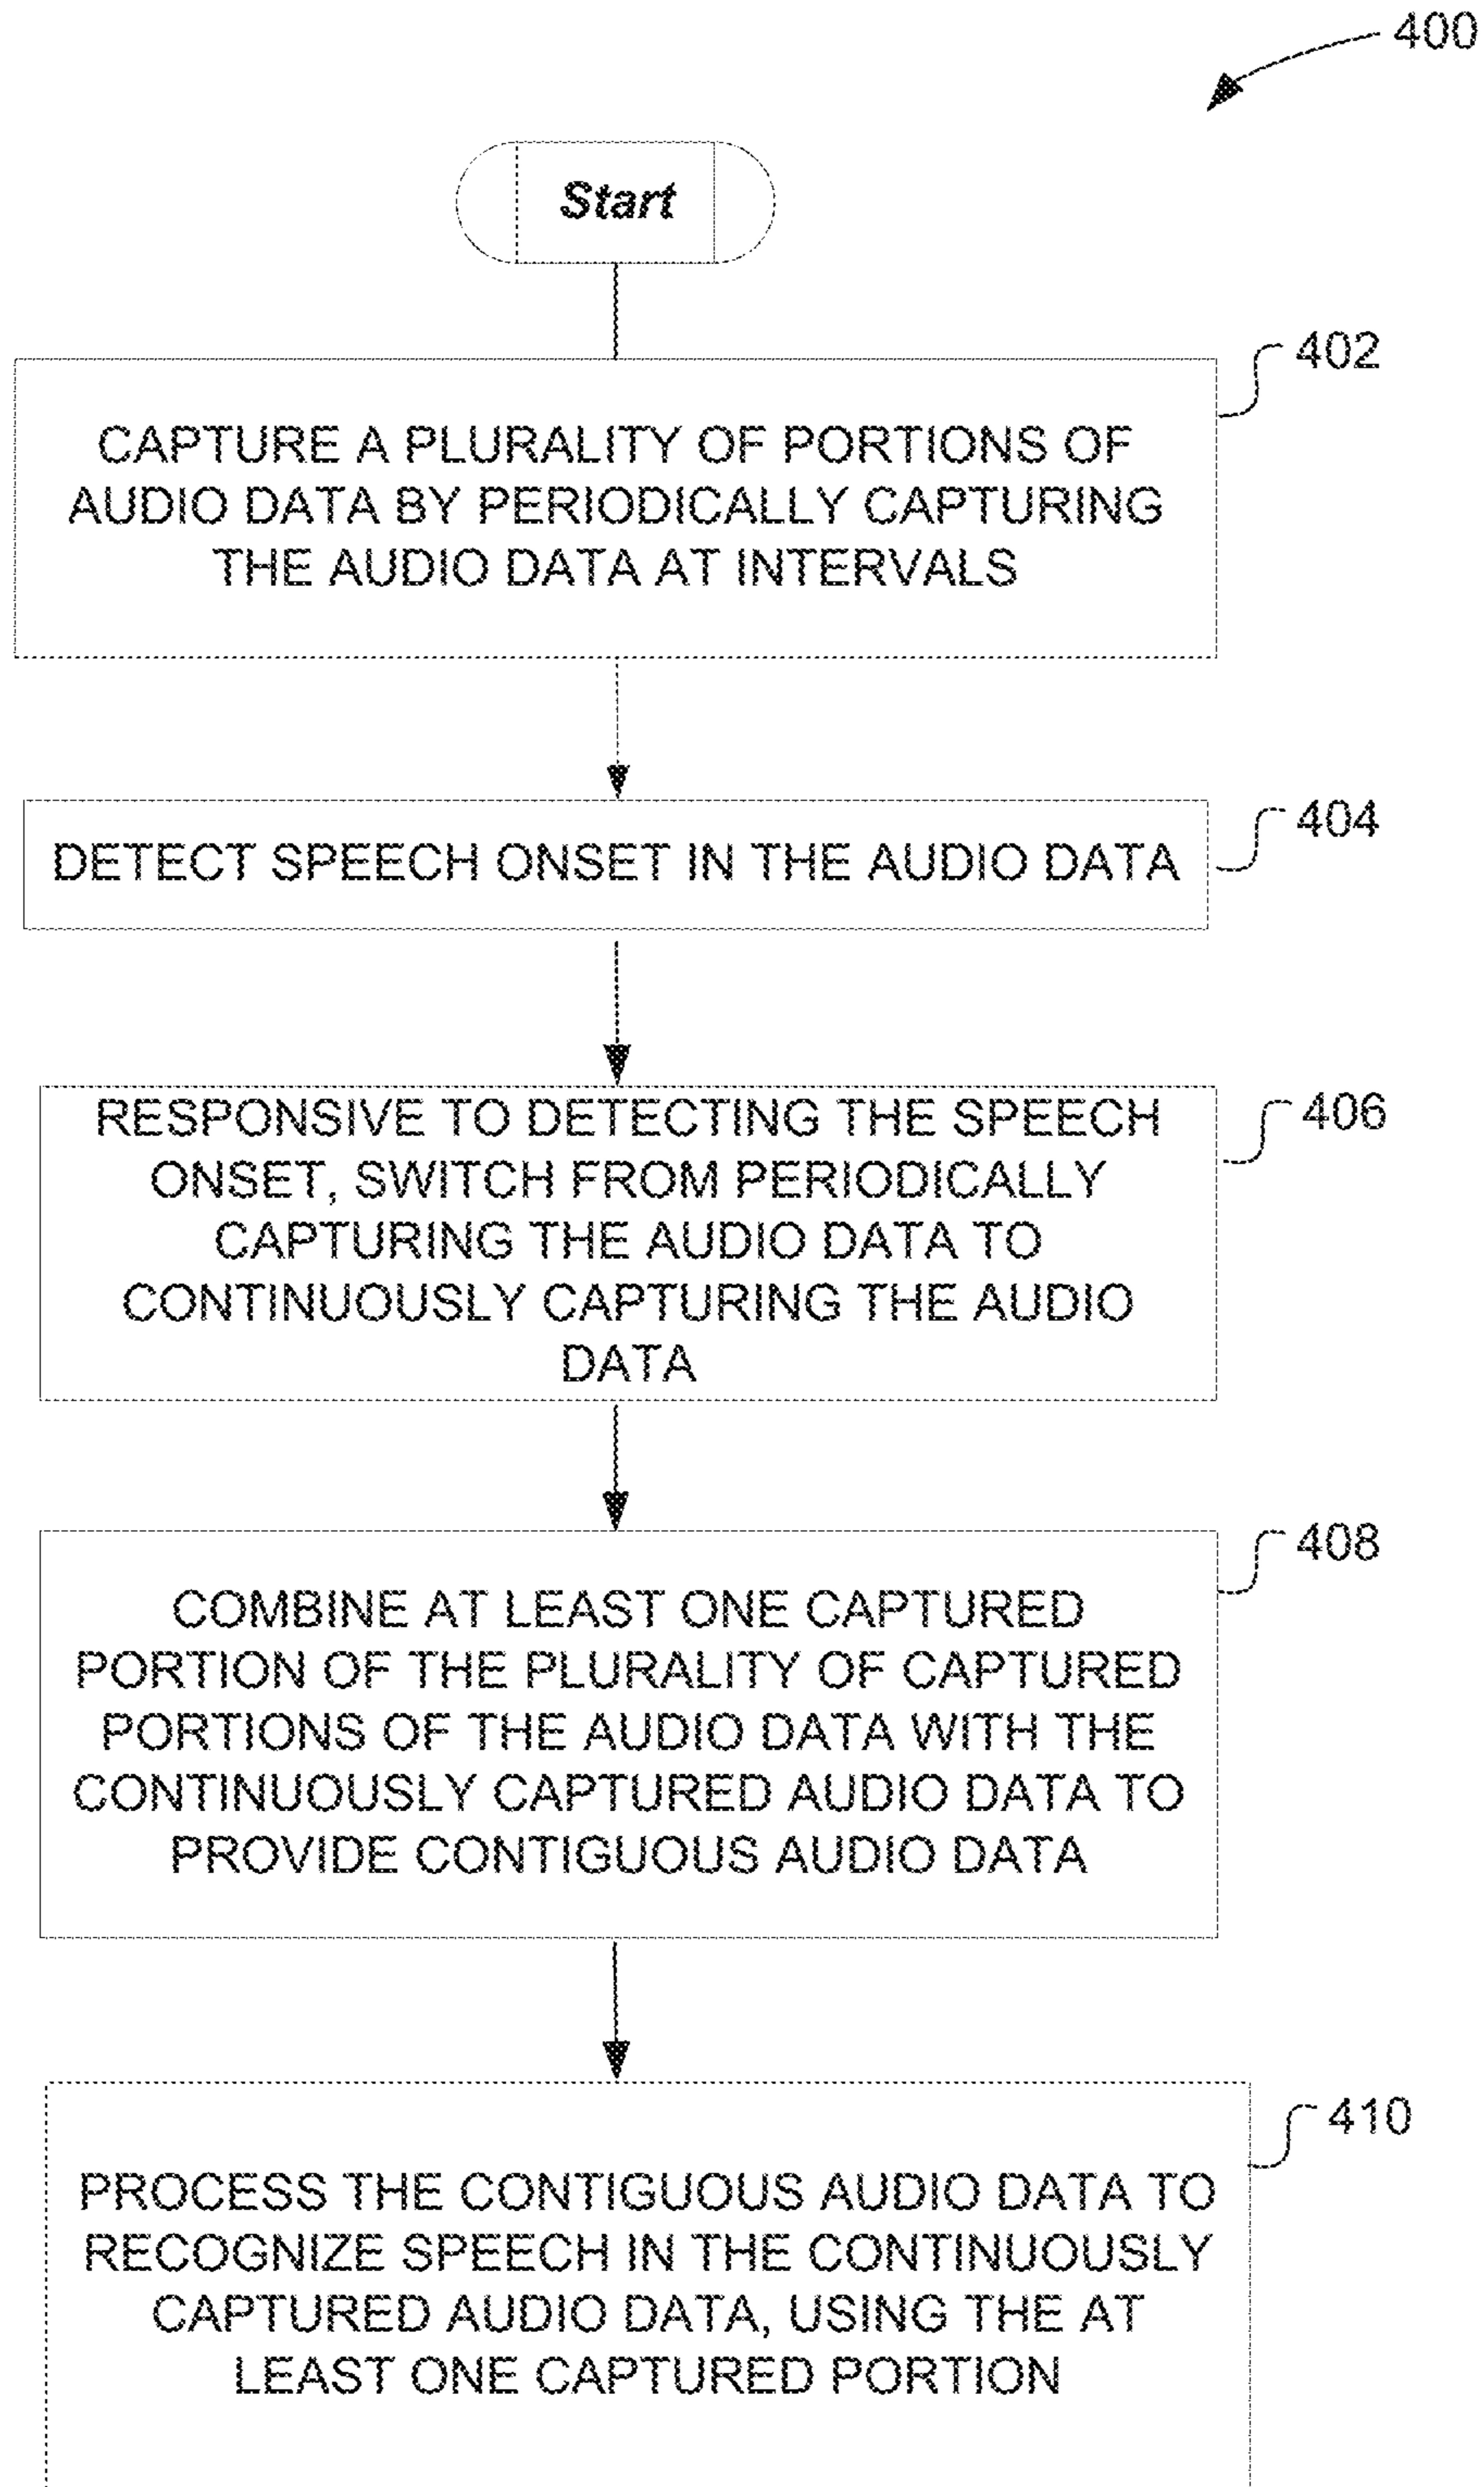 400
Start
402
CAPTURE A PLURALITY OF PORTIONS OF
AUDIO DATA BY PERIODICALLY CAPTURING
THE AUDIO DATA AT INTERVALS
404
DETECT SPEECH ONSET IN THE AUDIO DATA
406
RESPONSIVE TO DETECTING THE SPEECH
ONSET, SWITCH FROM PERIODICALLY
CAPTURING THE AUDIO DATA TO
CONTINUOUSLY CAPTURING THE AUDIO
DATA
408
COMBINE AT LEAST ONE CAPTURED
PORTION OF THE PLURALITY OF CAPTURED
PORTIONS OF THE AUDIO DATA WITH THE
CONTINUOUSLY CAPTURED AUDIO DATA TO
PROVIDE CONTIGUOUS AUDIO DATA
410
PROCESS THE CONTIGUOUS AUDIO DATA TO
RECOGNIZE SPEECH IN THE CONTINUOUSLY
CAPTURED AUDIO DATA, USING THE AT
LEAST ONE CAPTURED PORTION